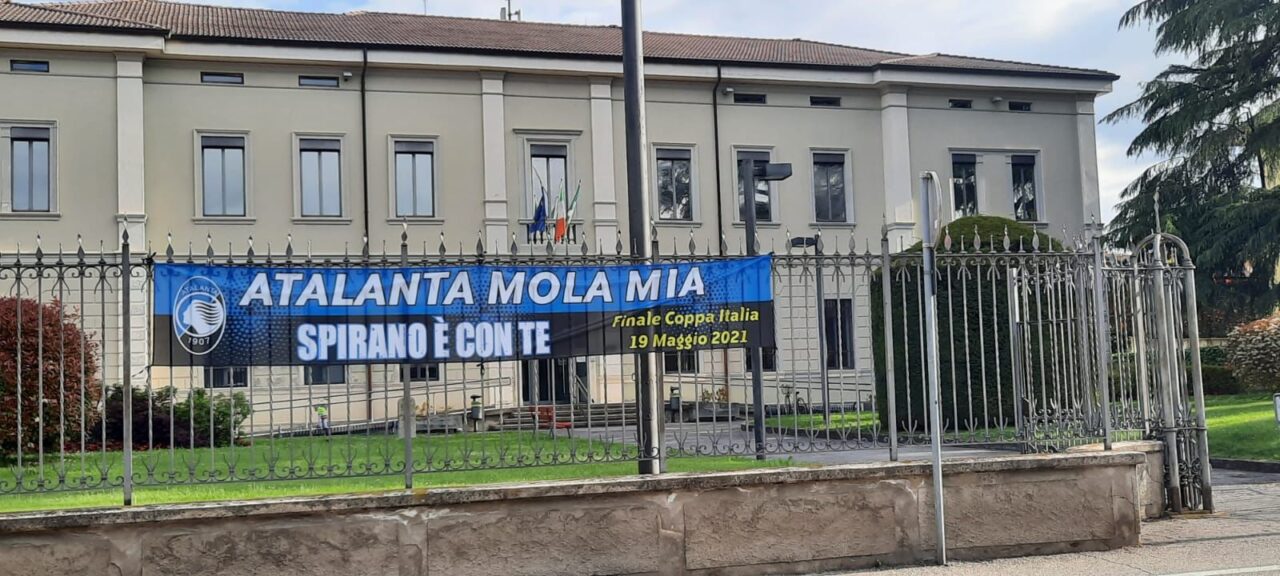 ATALANTA MOLA MIA
SPIRANO È CON TE
Finale Coppa Italia
19 Maggio 2021
ATALANTA
1907